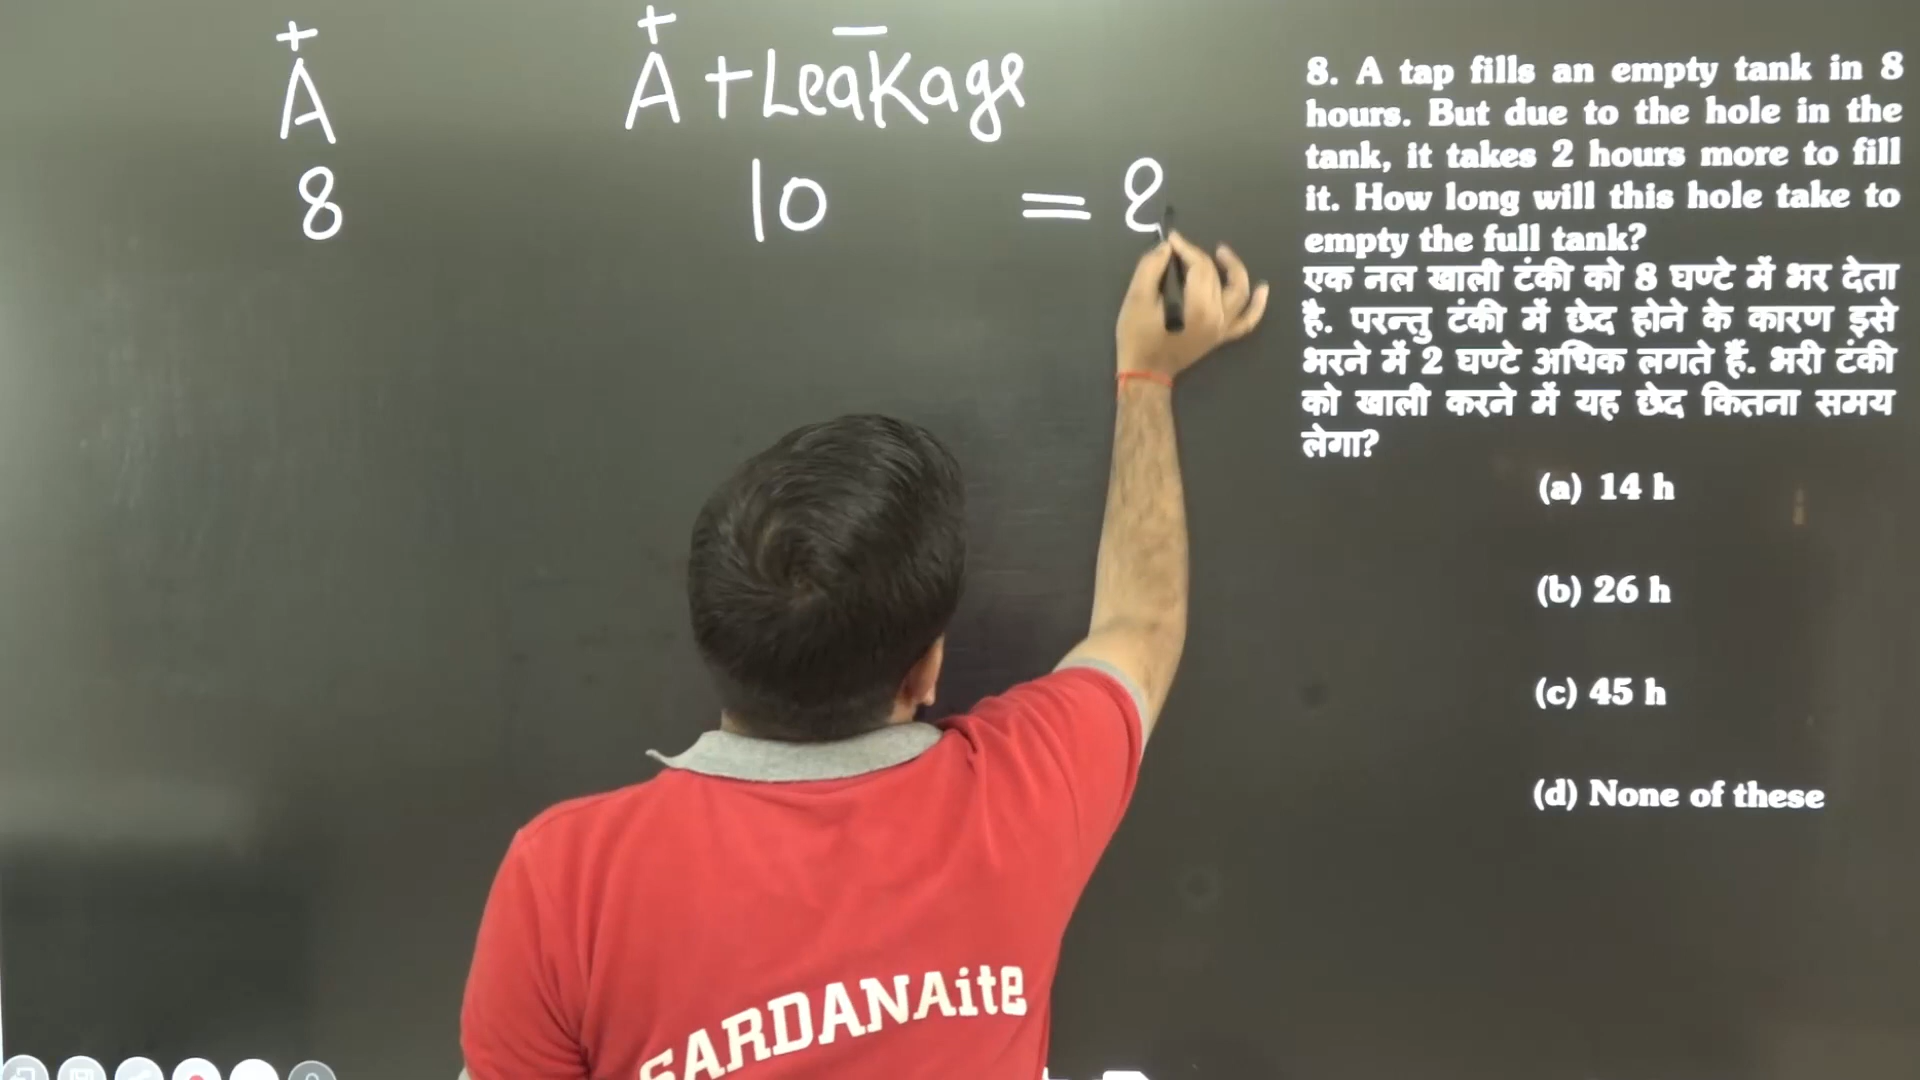 + + −
A A + Leakage
8 10 = 8
8. A tap fills an empty tank in 8
hours. But due to the hole in the
tank, it takes 2 hours more to fill
it. How long will this hole take to
empty the full tank?
एक नल खाली टंकी को 8 घण्टे में भर देता
है. परन्तु टंकी में छेद होने के कारण इसे
भरने में 2 घण्टे अधिक लगते हैं. भरी टंकी
को खाली करने में यह छेद कितना समय
लेगा?
(a) 14 h
(b) 26 h
(c) 45 h
(d) None of these
SARDANAite